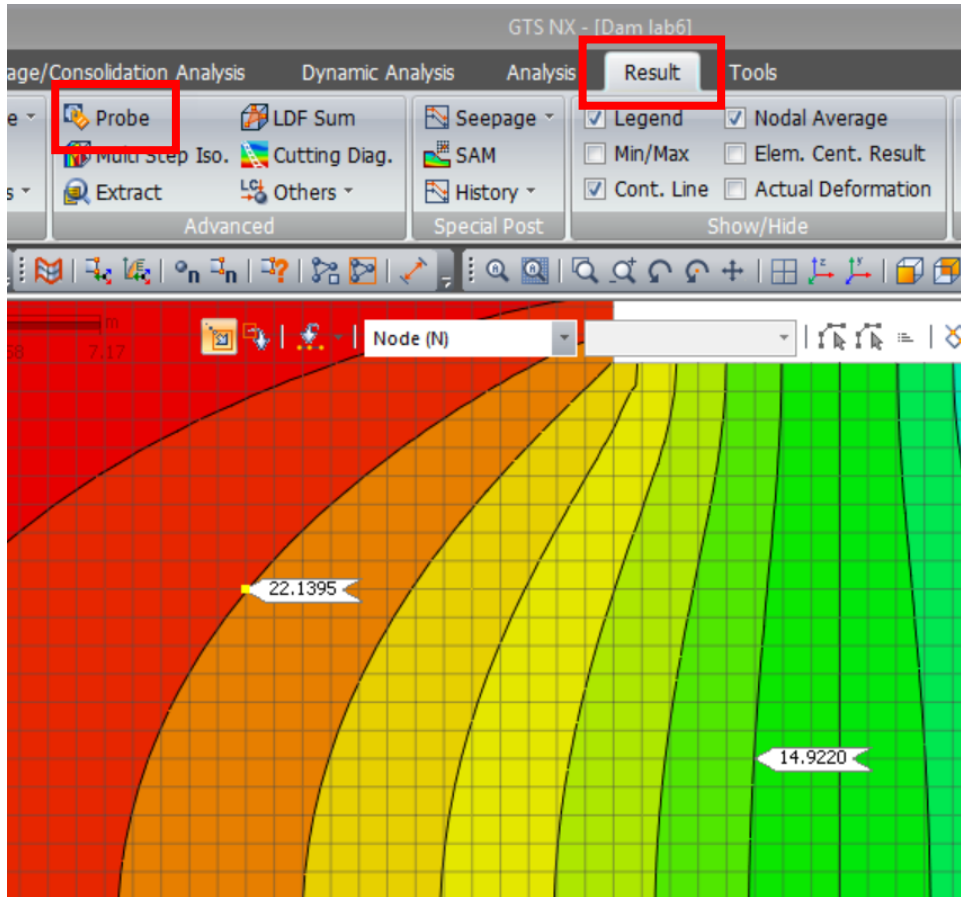 GTS NX - [Dam lab6]
age/Consolidation Analysis Dynamic Analysis Analysis Result Tools
e Probe LDF Sum Seepage Legend Nodal Average
Multi Step Iso. Cutting Diag. SAM Min/Max Elem. Cent. Result
s Extract Others History Cont. Line Actual Deformation
Advanced Special Post Show/Hide
m
68 7.17
Node (N)
22.1395
14.9220